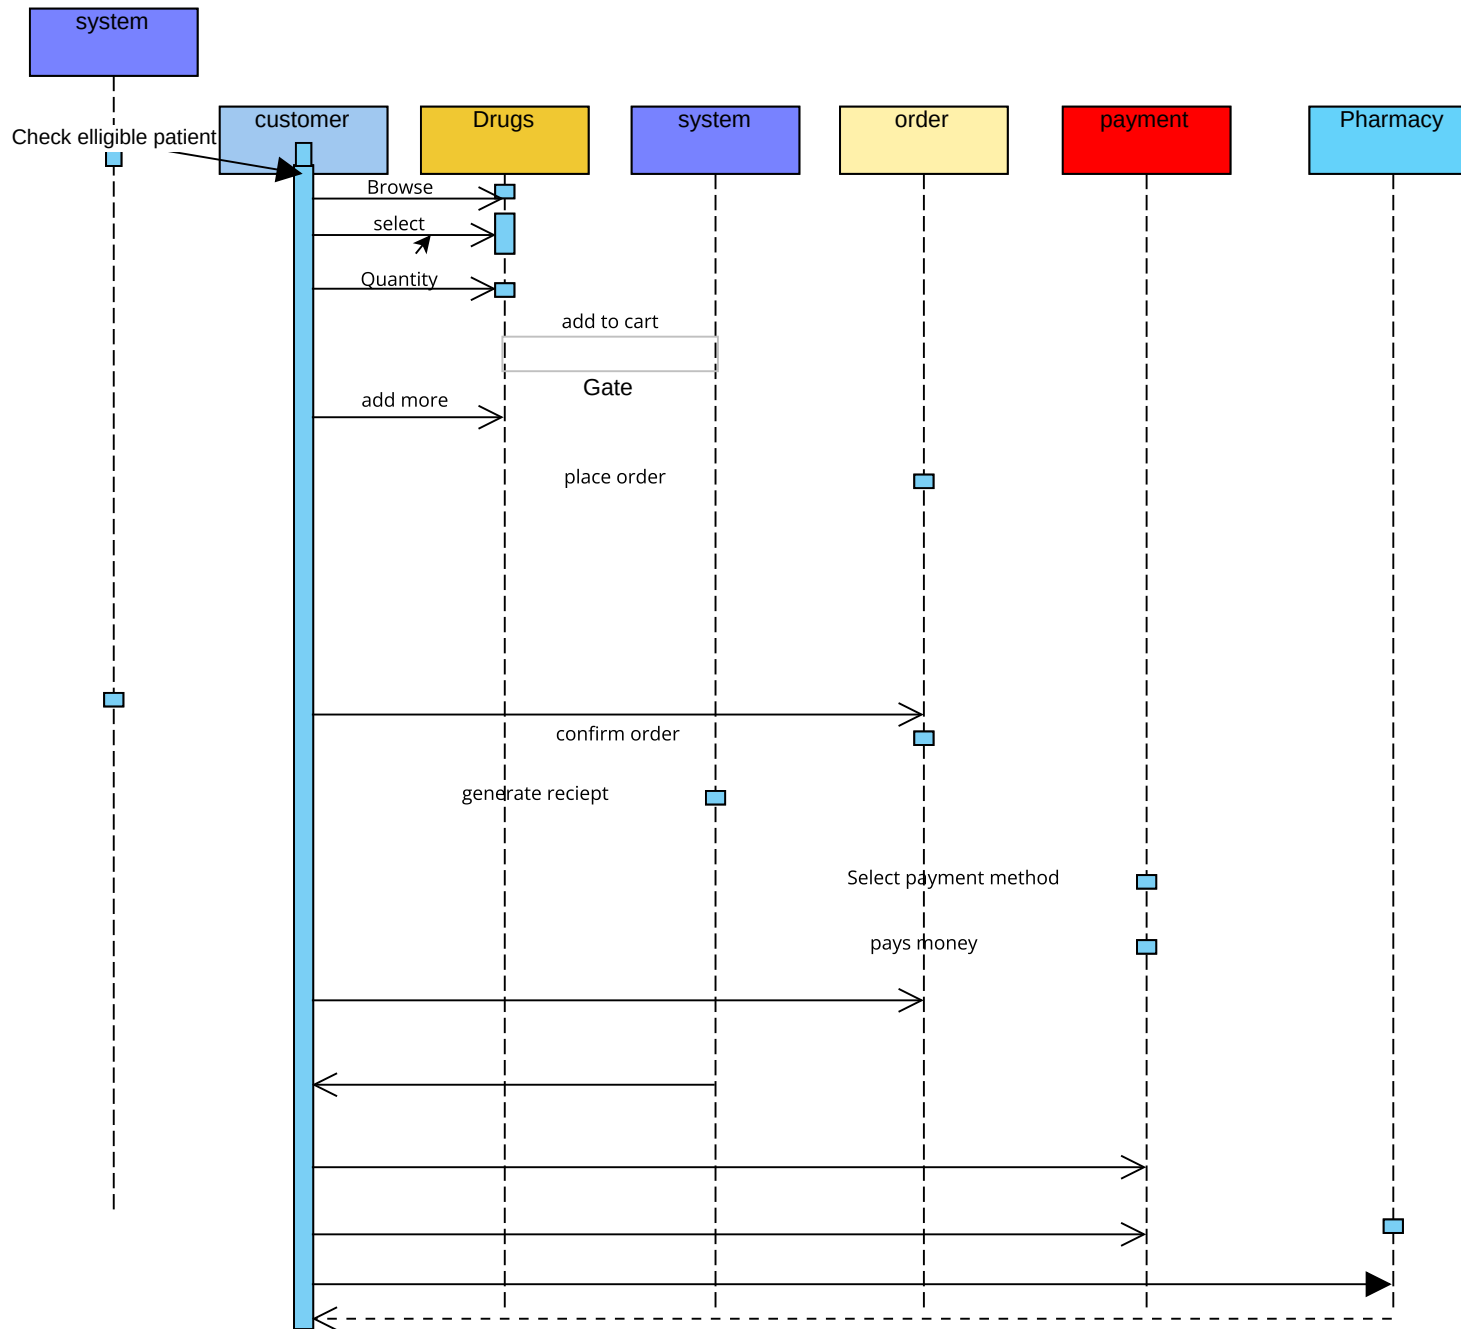 system
customer
Drugs
system
order
payment
Pharmacy
Check elligible patient
Browse
select
Quantity
add to cart
Gate
add more
place order
confirm order
generate reciept
Select payment method
pays money